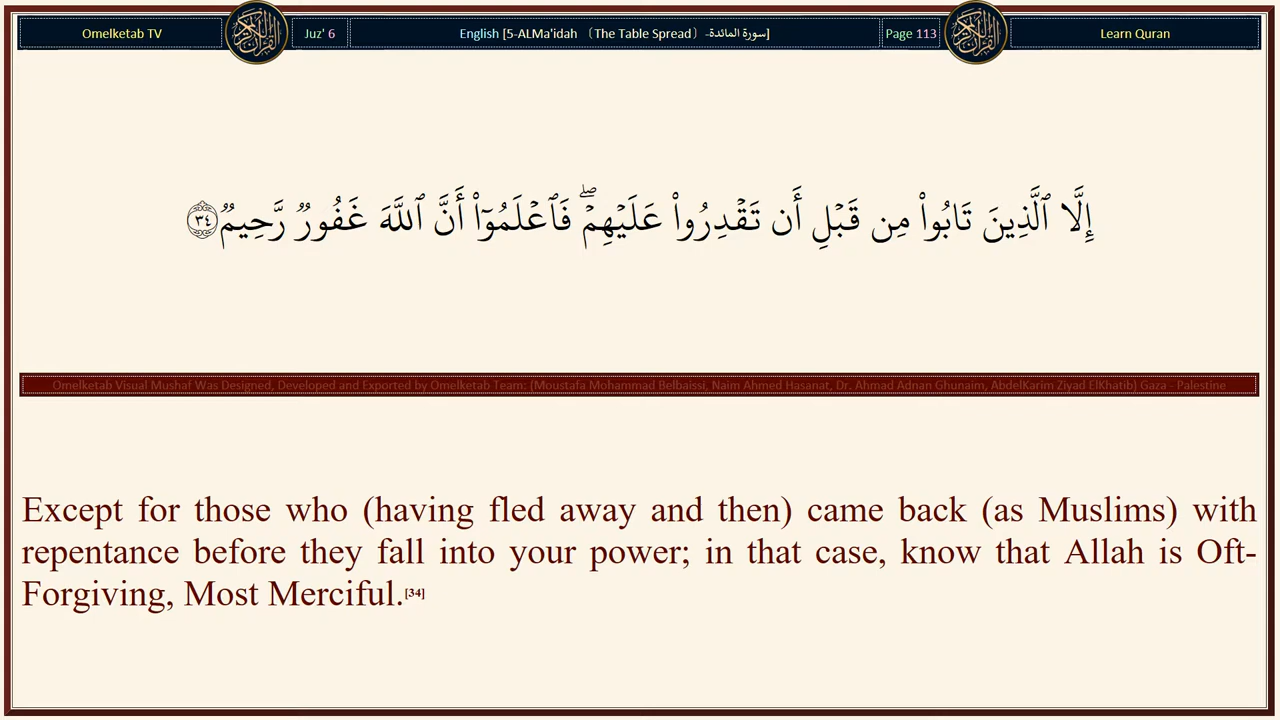 Omelketab TV
Juz' 6
English [5-ALMa'idah （The Table Spread）-سورة المائدة]
Page 113
Learn Quran
إِلَّا ٱلَّذِينَ تَابُوا۟ مِن قَبْلِ أَن تَقْدِرُوا۟ عَلَيْهِمْ ۖ فَٱعْلَمُوٓا۟ أَنَّ ٱللَّهَ غَفُورٌ رَّحِيمٌ ٣٤
Omelketab Visual Mushaf Was Designed, Developed and Exported by Omelketab Team: (Moustafa Mohammad Belbaissi, Naim Ahmed Hasanat, Dr. Ahmad Adnan Ghunaim, AbdelKarim Ziyad ElKhatib) Gaza - Palestine
Except for those who (having fled away and then) came back (as Muslims) with
repentance before they fall into your power; in that case, know that Allah is Oft-
Forgiving, Most Merciful.[34]